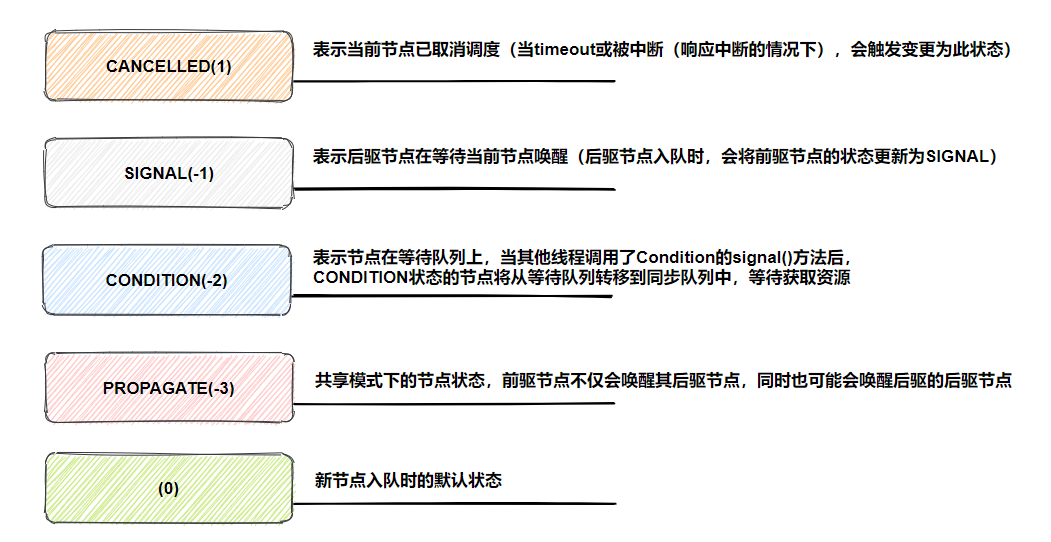 CANCELLED(1)
表示当前节点已取消调度（当timeout或被中断（响应中断的情况下），会触发变更为此状态）
SIGNAL(-1)
表示后驱节点在等待当前节点唤醒（后驱节点入队时，会将前驱节点的状态更新为SIGNAL）
CONDITION(-2)
表示节点在等待队列上，当其他线程调用了Condition的signal()方法后，
CONDITION状态的节点将从等待队列转移到同步队列中，等待获取资源
PROPAGATE(-3)
共享模式下的节点状态，前驱节点不仅会唤醒其后驱节点，同时也可能会唤醒后驱的后驱节点
(0)
新节点入队时的默认状态